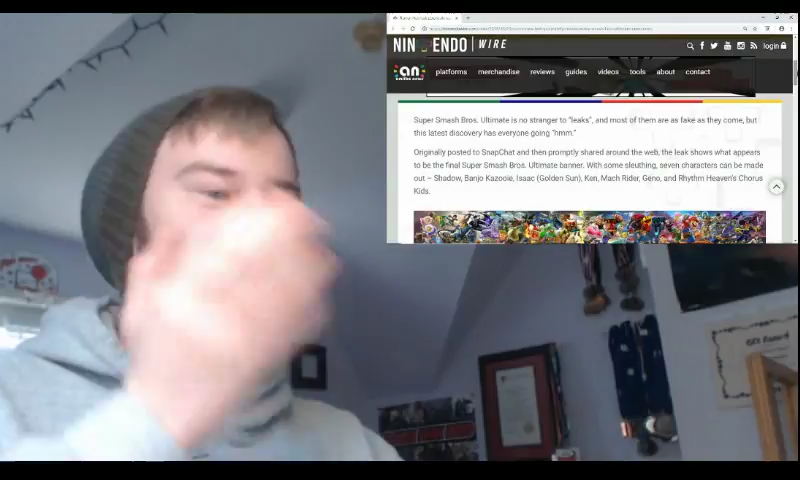 NIN ENDO | WIRE
login
an
platforms merchandise reviews guides videos tools about contact
Super Smash Bros. Ultimate is no stranger to "leaks", and most of them are as fake as they come, but
this latest discovery has everyone going "hmm."
Originally posted to SnapChat and then promptly shared around the web, the leak shows what appears
to be the final Super Smash Bros. Ultimate banner. With some sleuthing, seven characters can be made
out – Shadow, Banjo Kazooie, Isaac (Golden Sun), Ken, Mach Rider, Geno, and Rhythm Heaven's Chorus
Kids.